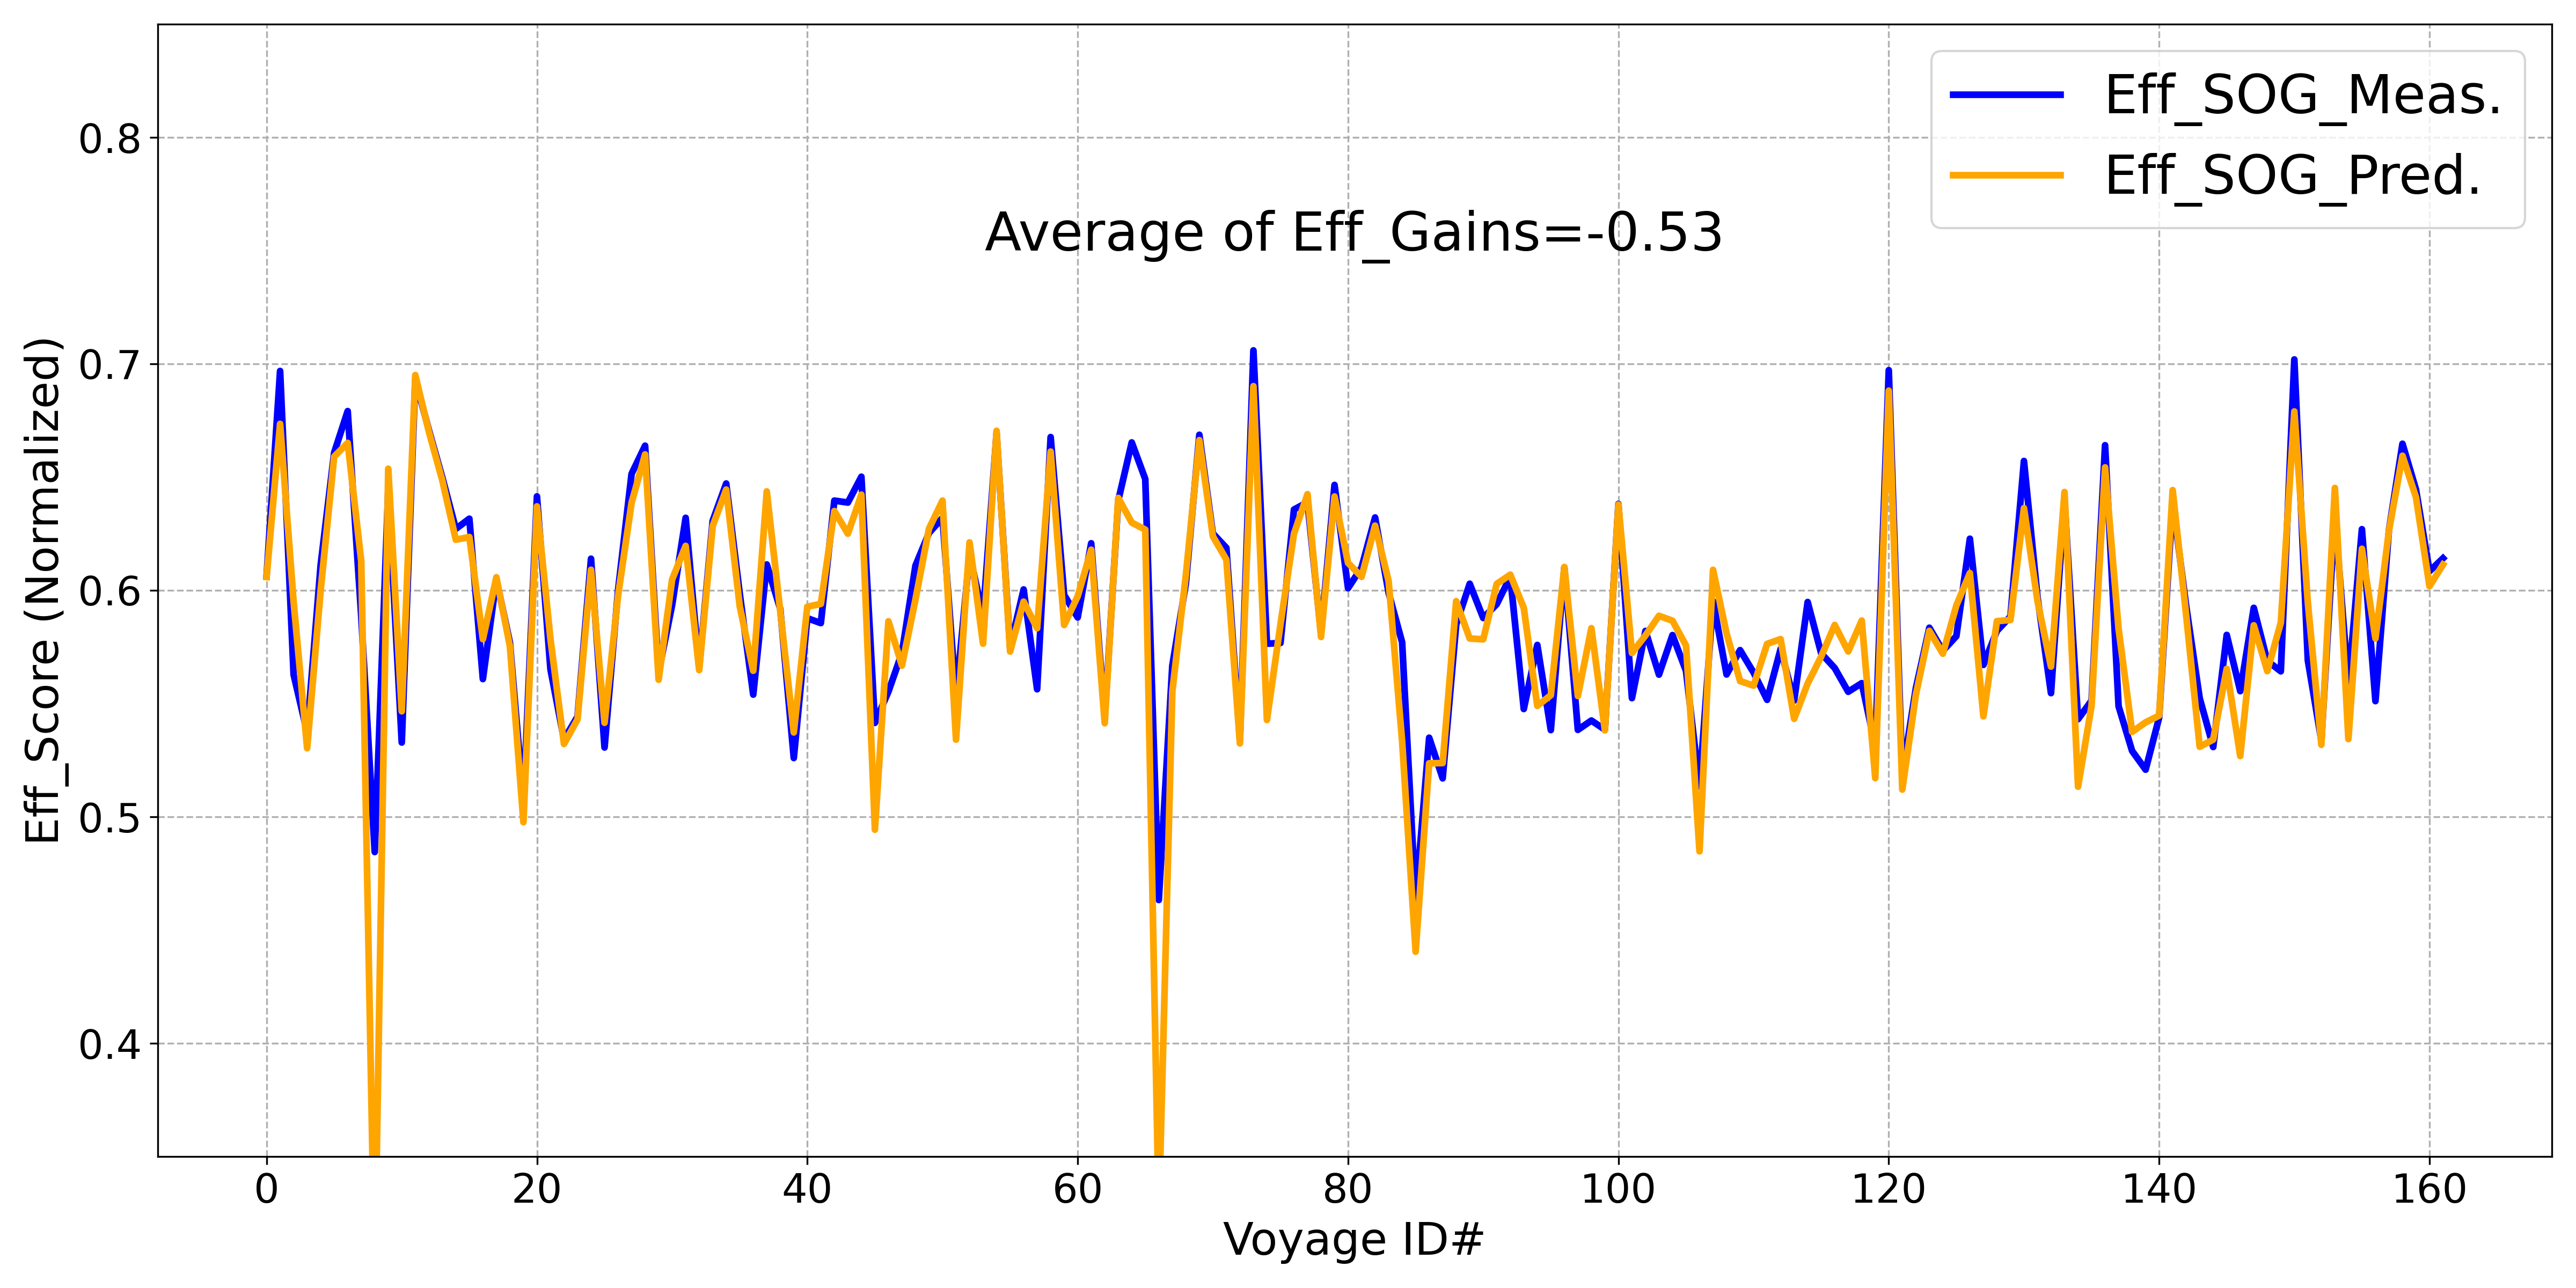 Eff_SOG_Meas.
Eff_SOG_Pred.
Average of Eff_Gains=-0.53
Eff_Score (Normalized)
0.8
0.7
0.6
0.5
0.4
0 20 40 60 80 100 120 140 160
Voyage ID#